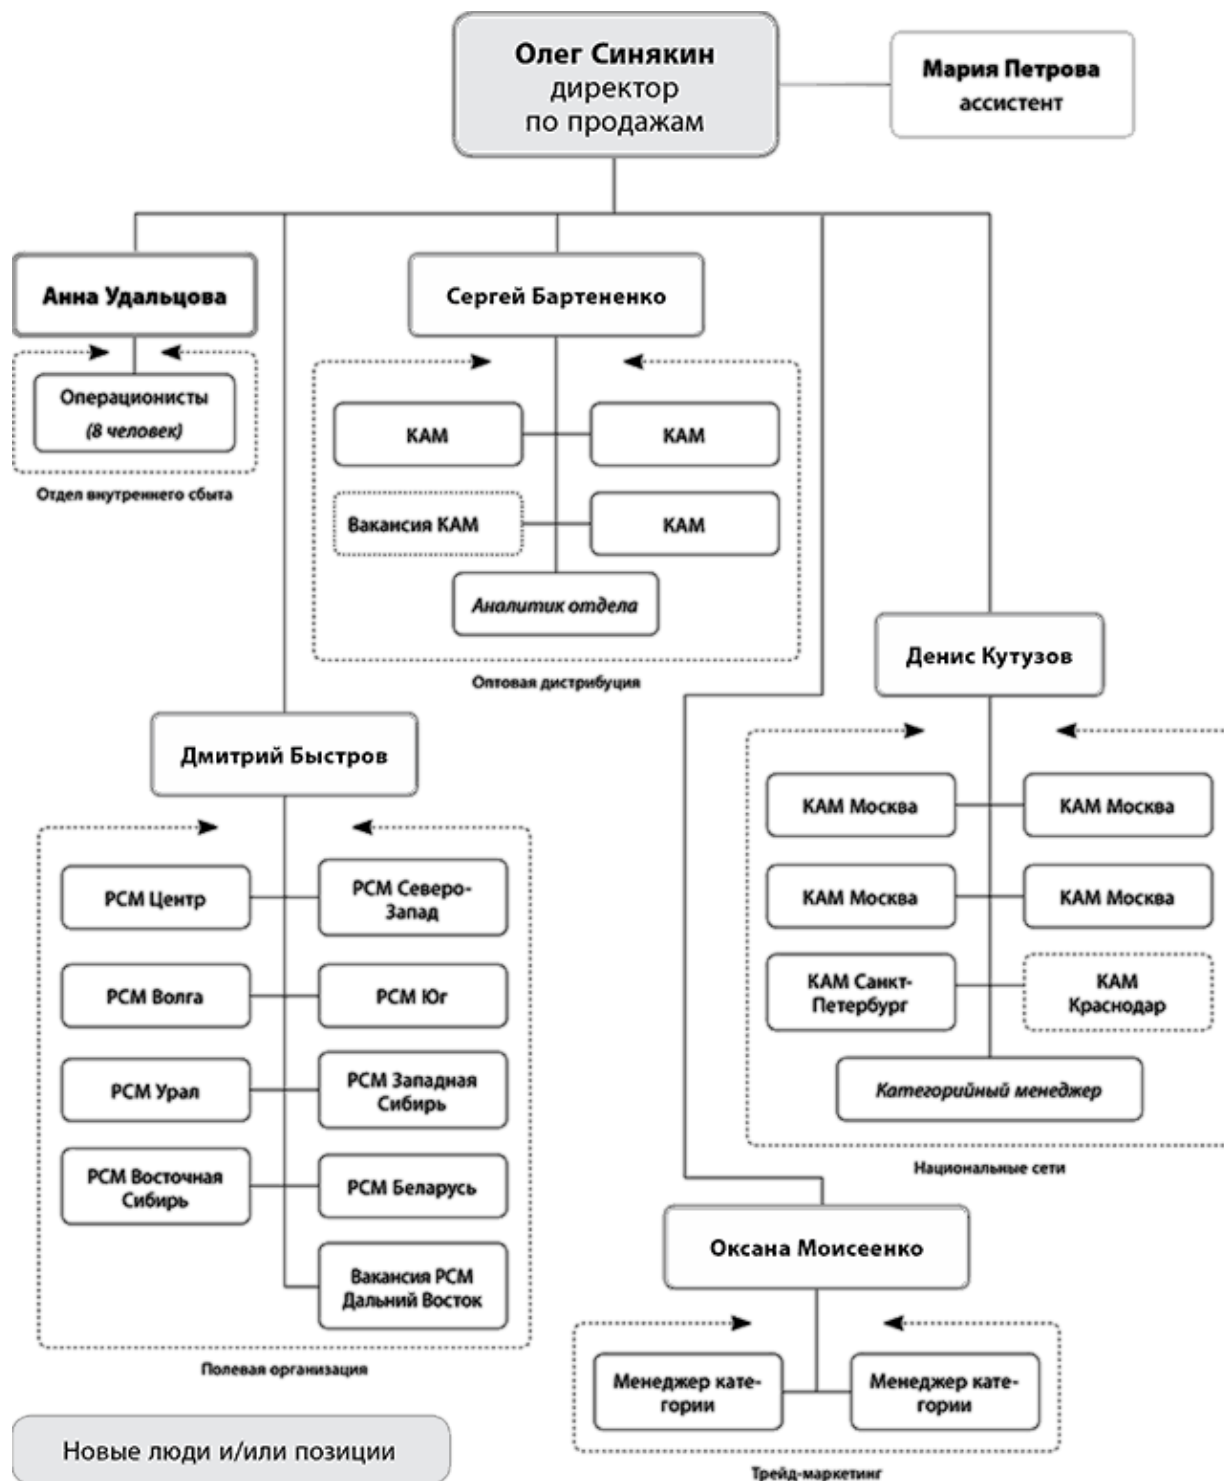 Олег Синякин
директор
по продажам
Мария Петрова
ассистент
Анна Удальцова
Операционисты
(8 человек)
Отдел внутреннего сбыта
Сергей Бартененко
КАМ
КАМ
Вакансия КАМ
КАМ
Аналитик отдела
Оптовая дистрибуция
Денис Кутузов
КАМ Москва
КАМ Москва
КАМ Москва
КАМ Москва
КАМ Санкт-
Петербург
КАМ
Краснодар
Категорийный менеджер
Национальные сети
Дмитрий Быстров
РСМ Центр
РСМ Северо-
Запад
РСМ Волга
РСМ Юг
РСМ Урал
РСМ Западная
Сибирь
РСМ Восточная
Сибирь
РСМ Беларусь
Вакансия РСМ
Дальний Восток
Полевая организация
Оксана Моисеенко
Менеджер кате-
гории
Менеджер кате-
гории
Трейд-маркетинг
Новые люди и/или позиции